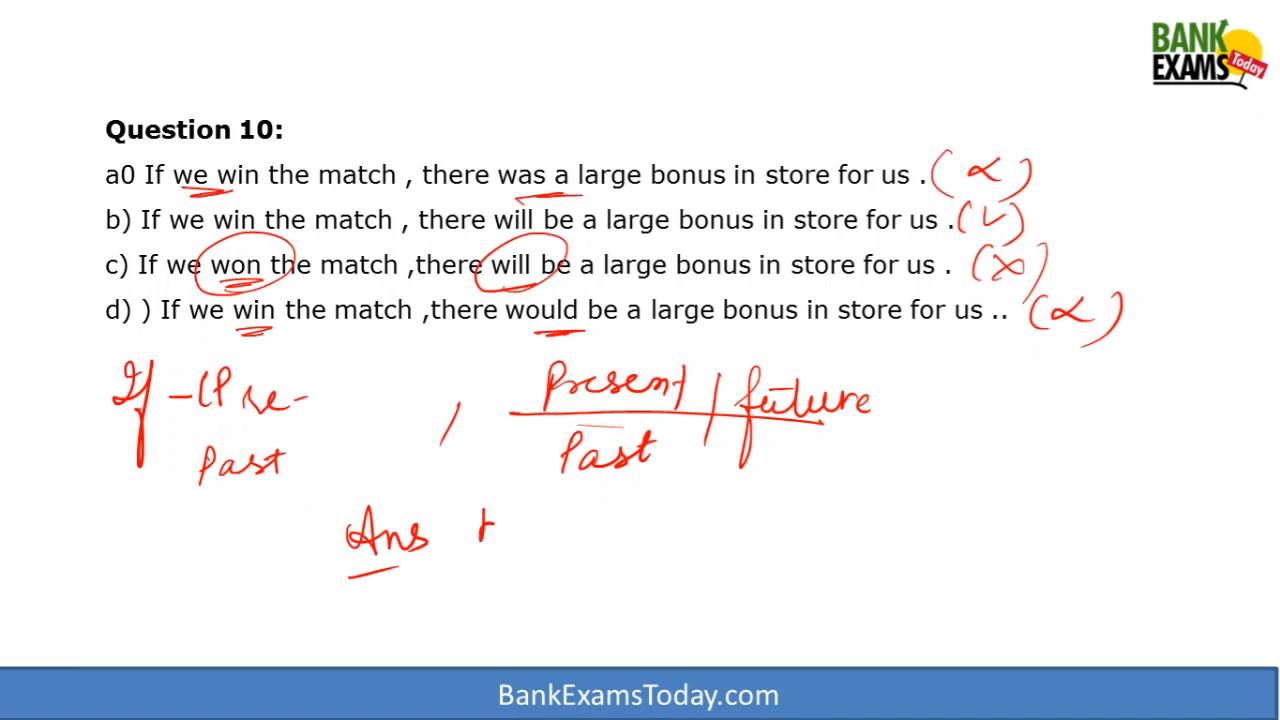 BANK
EXAMS Today
Question 10:
a0 If we win the match , there was a large bonus in store for us . (x)
b) If we win the match , there will be a large bonus in store for us . (✓)
c) If we won the match ,there will be a large bonus in store for us . (x)
d) ) If we win the match ,there would be a large bonus in store for us .. (x)
If - Pre- , Present / future
Past Past
Ans
BankExamsToday.com